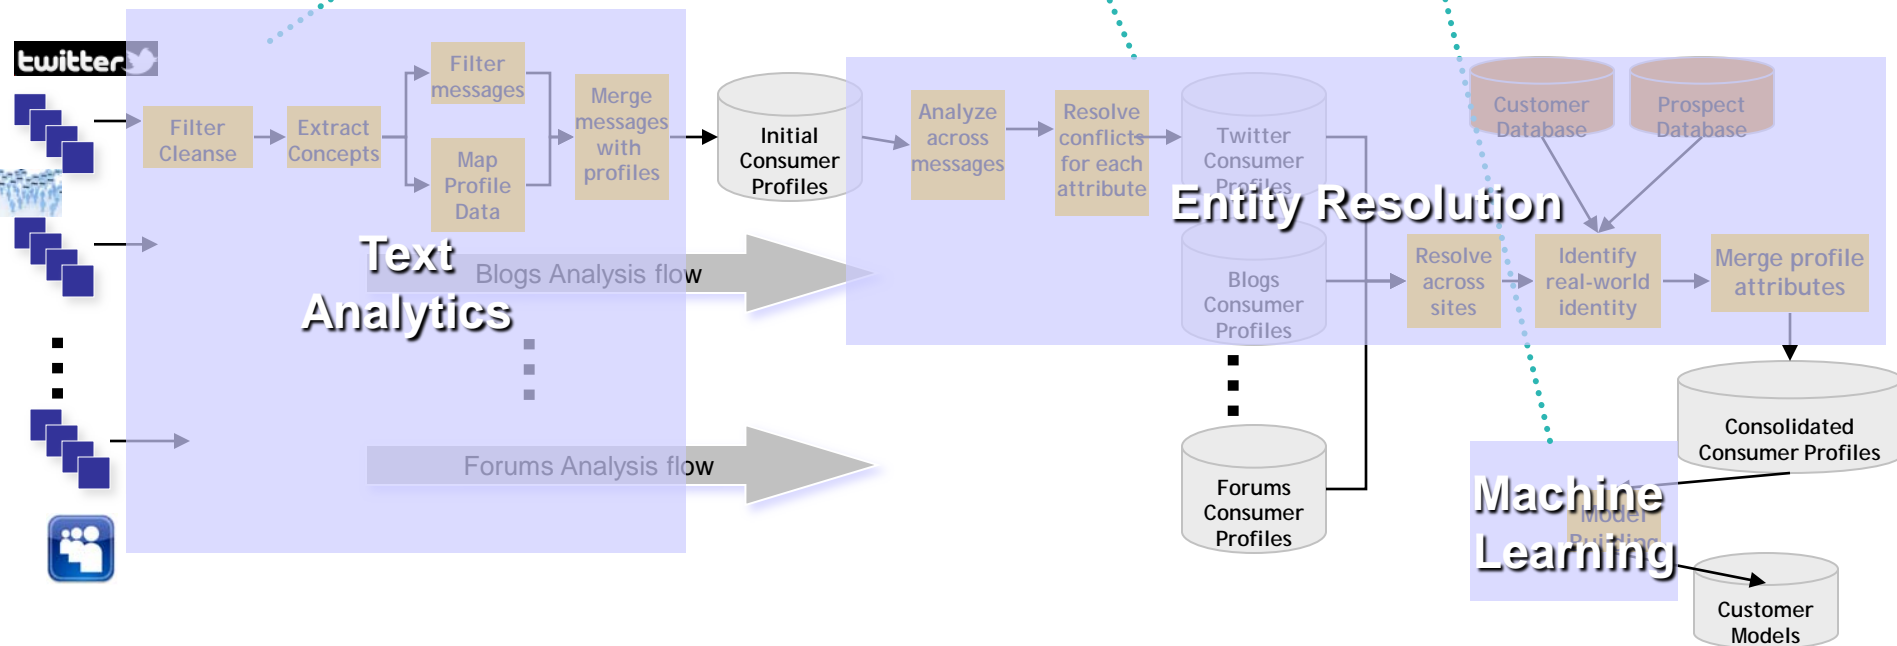 twitter
Filter
Cleanse
Extract
Concepts
Filter
messages
Map
Profile
Data
Merge
messages
with
profiles
Initial
Consumer
Profiles
Analyze
across
messages
Resolve
conflicts
for each
attribute
Twitter
Consumer
Profiles
Customer
Database
Prospect
Database
Entity Resolution
Text
Analytics
Blogs Analysis flow
Blogs
Consumer
Profiles
Resolve
across
sites
Identify
real-world
identity
Merge profile
attributes
Forums Analysis flow
Forums
Consumer
Profiles
Consolidated
Consumer Profiles
Machine
Learning
Model
Building
Customer
Models